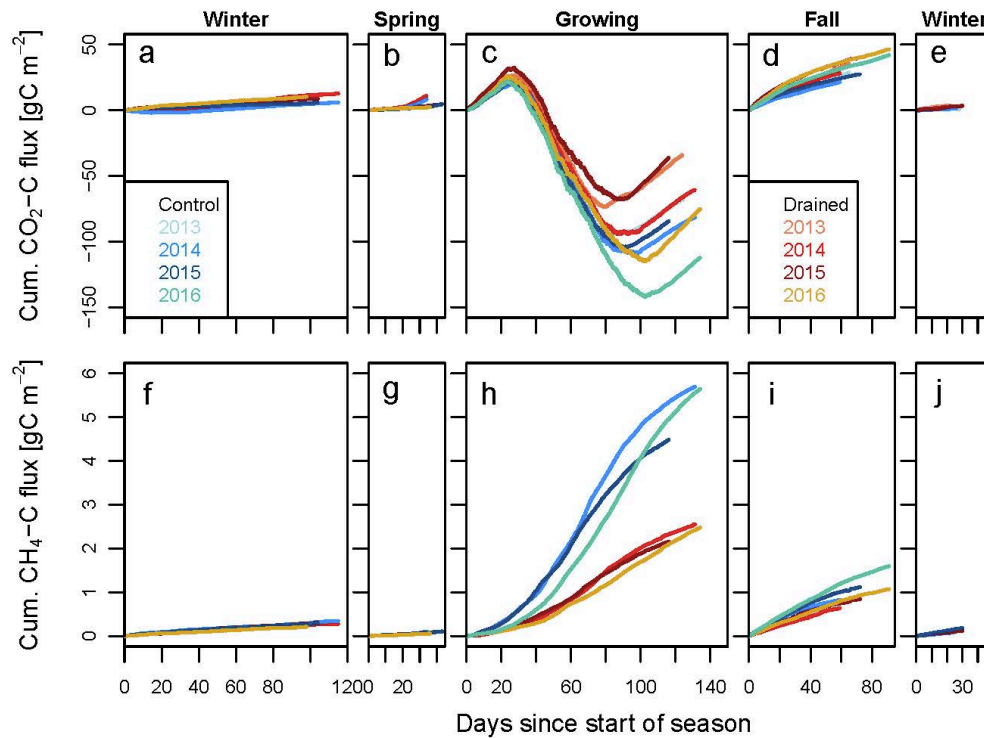 Winter Spring Growing Fall Winter
Cum. CO2−C flux [gC m−2]
50
0
−50
−100
−150
a b c d e
Control
2013
2014
2015
2016
Drained
2013
2014
2015
2016
Cum. CH4−C flux [gC m−2]
6
5
4
3
2
1
0
f g h i j
0 20 40 60 80 120 20 0 20 60 100 140 0 40 80 0 30
Days since start of season